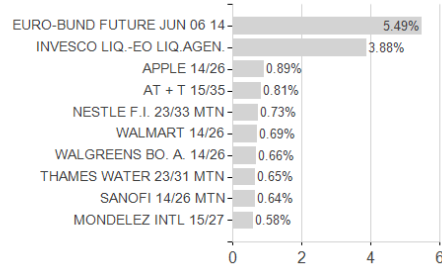 EURO-BUND FUTURE JUN 06 14 5.49%
INVESCO LIQ.-EO LIQ.AGEN. 3.88%
APPLE 14/26 0.89%
AT + T 15/35 0.81%
NESTLE F.I. 23/33 MTN 0.73%
WALMART 14/26 0.69%
WALGREENS BO. A. 14/26 0.66%
THAMES WATER 23/31 MTN 0.65%
SANOFI 14/26 MTN 0.64%
MONDELEZ INTL 15/27 0.58%
0 2 4 6